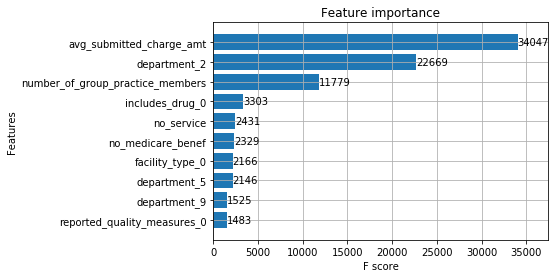 Feature importance
Features
avg_submitted_charge_amt 34047
department_2 22669
number_of_group_practice_members 11779
includes_drug_0 3303
no_service 2431
no_medicare_benef 2329
facility_type_0 2166
department_5 2146
department_9 1525
reported_quality_measures_0 1483
0 5000 10000 15000 20000 25000 30000 35000
F score